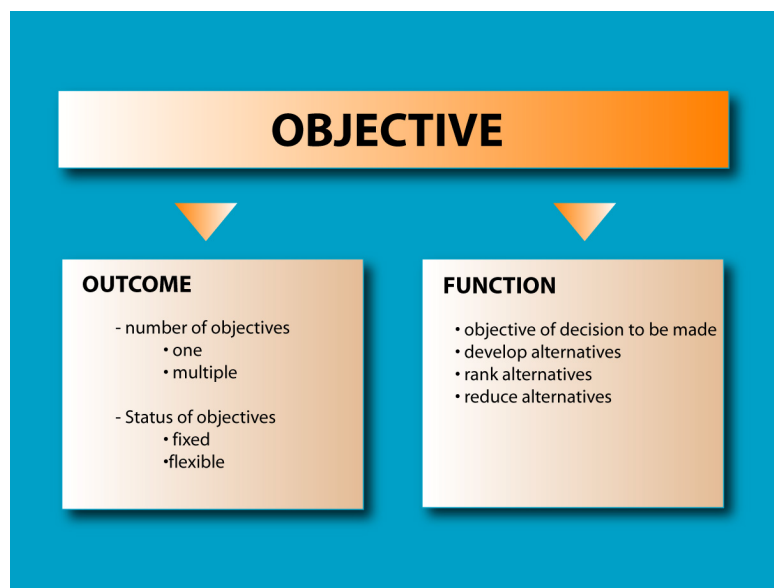 OBJECTIVE
OUTCOME
- number of objectives
• one
• multiple
- Status of objectives
• fixed
•flexible
FUNCTION
• objective of decision to be made
• develop alternatives
• rank alternatives
• reduce alternatives